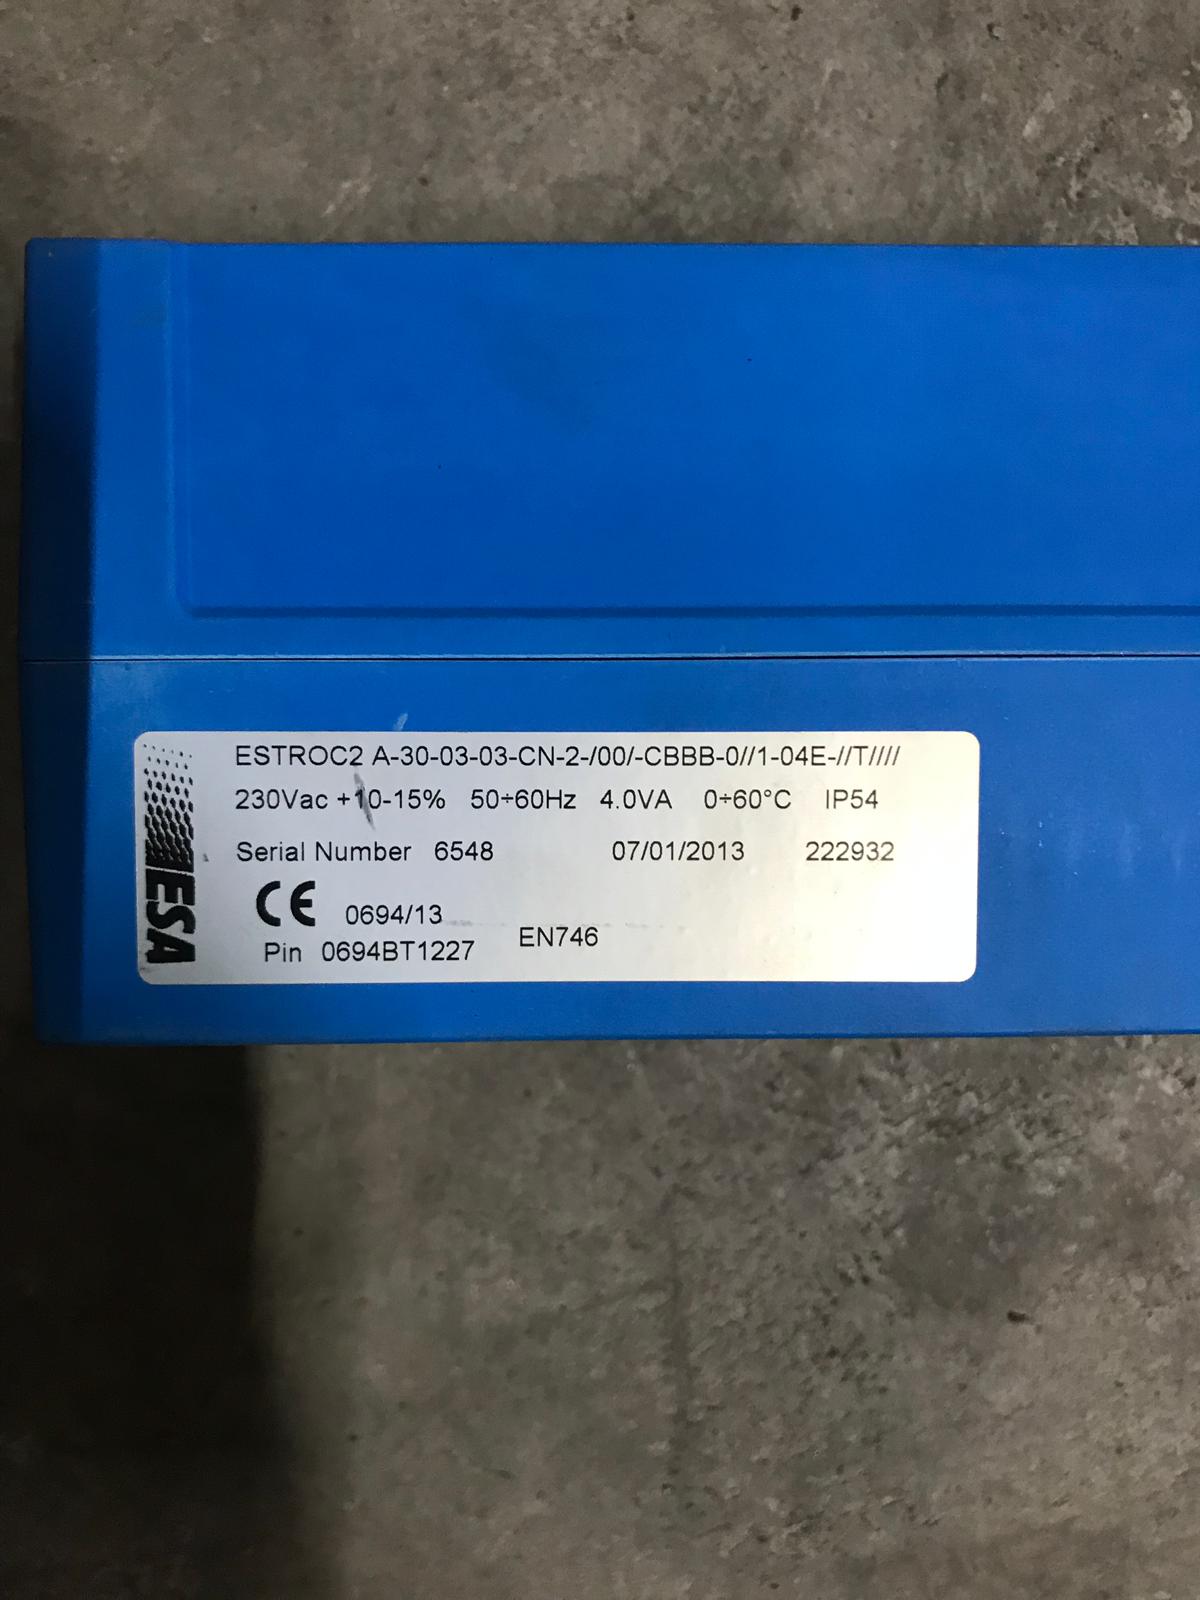 ESTROC2 A-30-03-03-CN-2-/00/-CBBB-0//1-04E-//T////
230Vac +10-15% 50÷60Hz 4.0VA 0÷60°C IP54
Serial Number 6548 07/01/2013 222932
CE 0694/13
EN746
Pin 0694BT1227
ESA